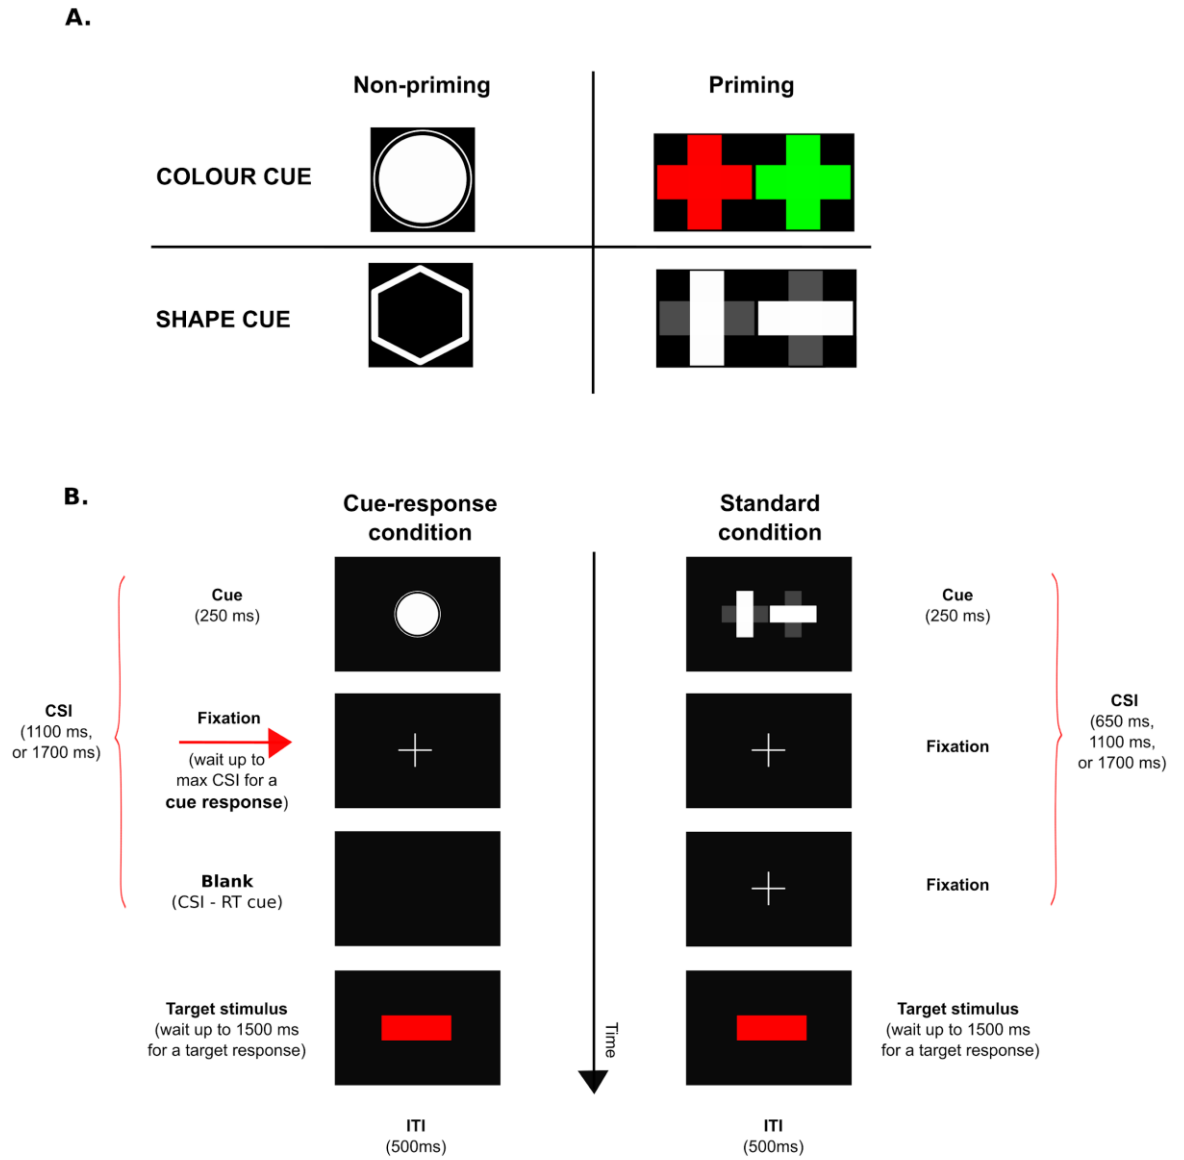 A.
Non-priming
Priming
COLOUR CUE
SHAPE CUE
B.
Cue-response
condition
Standard
condition
Cue
(250 ms)
Cue
(250 ms)
CSI
(1100 ms,
or 1700 ms)
Fixation
(wait up to
max CSI for a
cue response)
Fixation
CSI
(650 ms,
1100 ms,
or 1700 ms)
Blank
(CSI - RT cue)
Fixation
Target stimulus
(wait up to 1500 ms
for a target response)
Time
Target stimulus
(wait up to 1500 ms
for a target response)
ITI
(500ms)
ITI
(500ms)